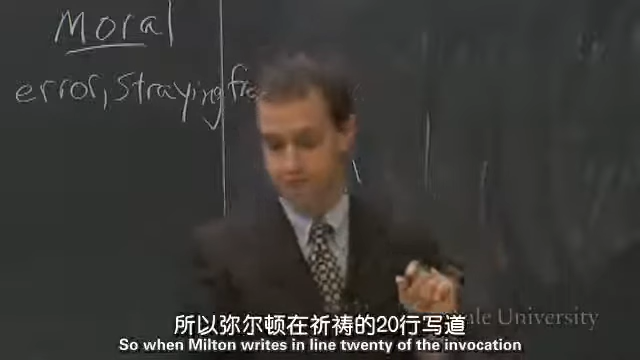 Moral
error, straying
ale University
所以弥尔顿在祈祷的20行写道
So when Milton writes in line twenty of the invocation